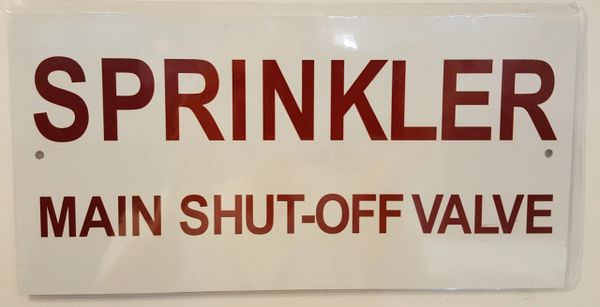 SPRINKLER
MAIN SHUT-OFF VALVE